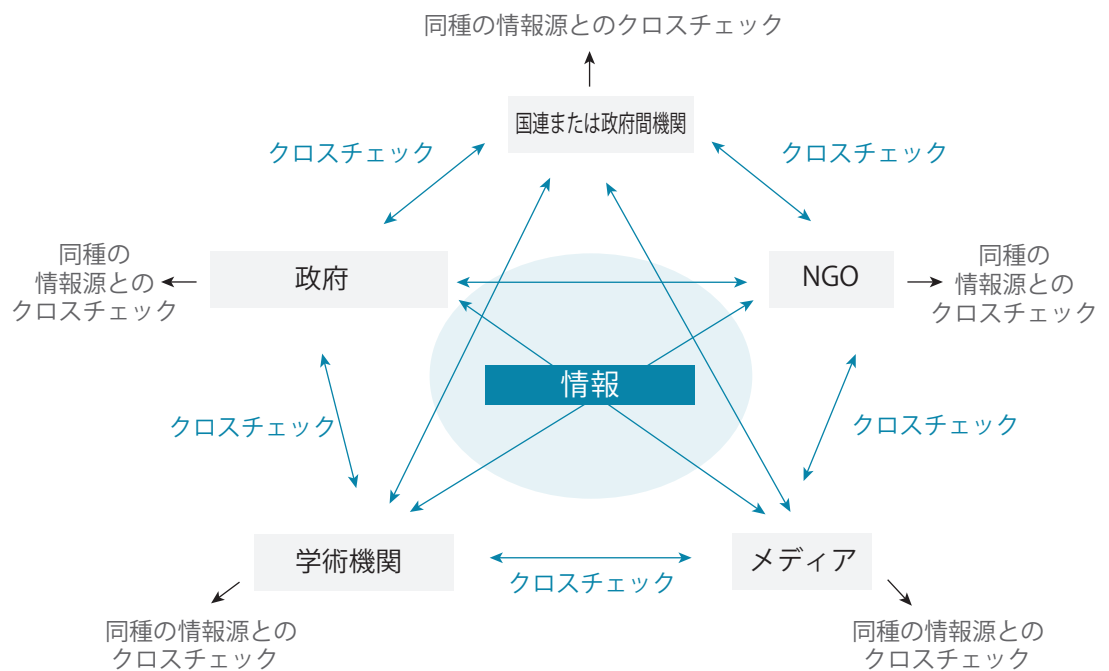 同種の情報源とのクロスチェック
国連または政府間機関
クロスチェック
クロスチェック
同種の
情報源との
クロスチェック
政府
NGO
同種の
情報源との
クロスチェック
情報
クロスチェック
クロスチェック
学術機関
メディア
クロスチェック
同種の情報源との
クロスチェック
同種の情報源との
クロスチェック